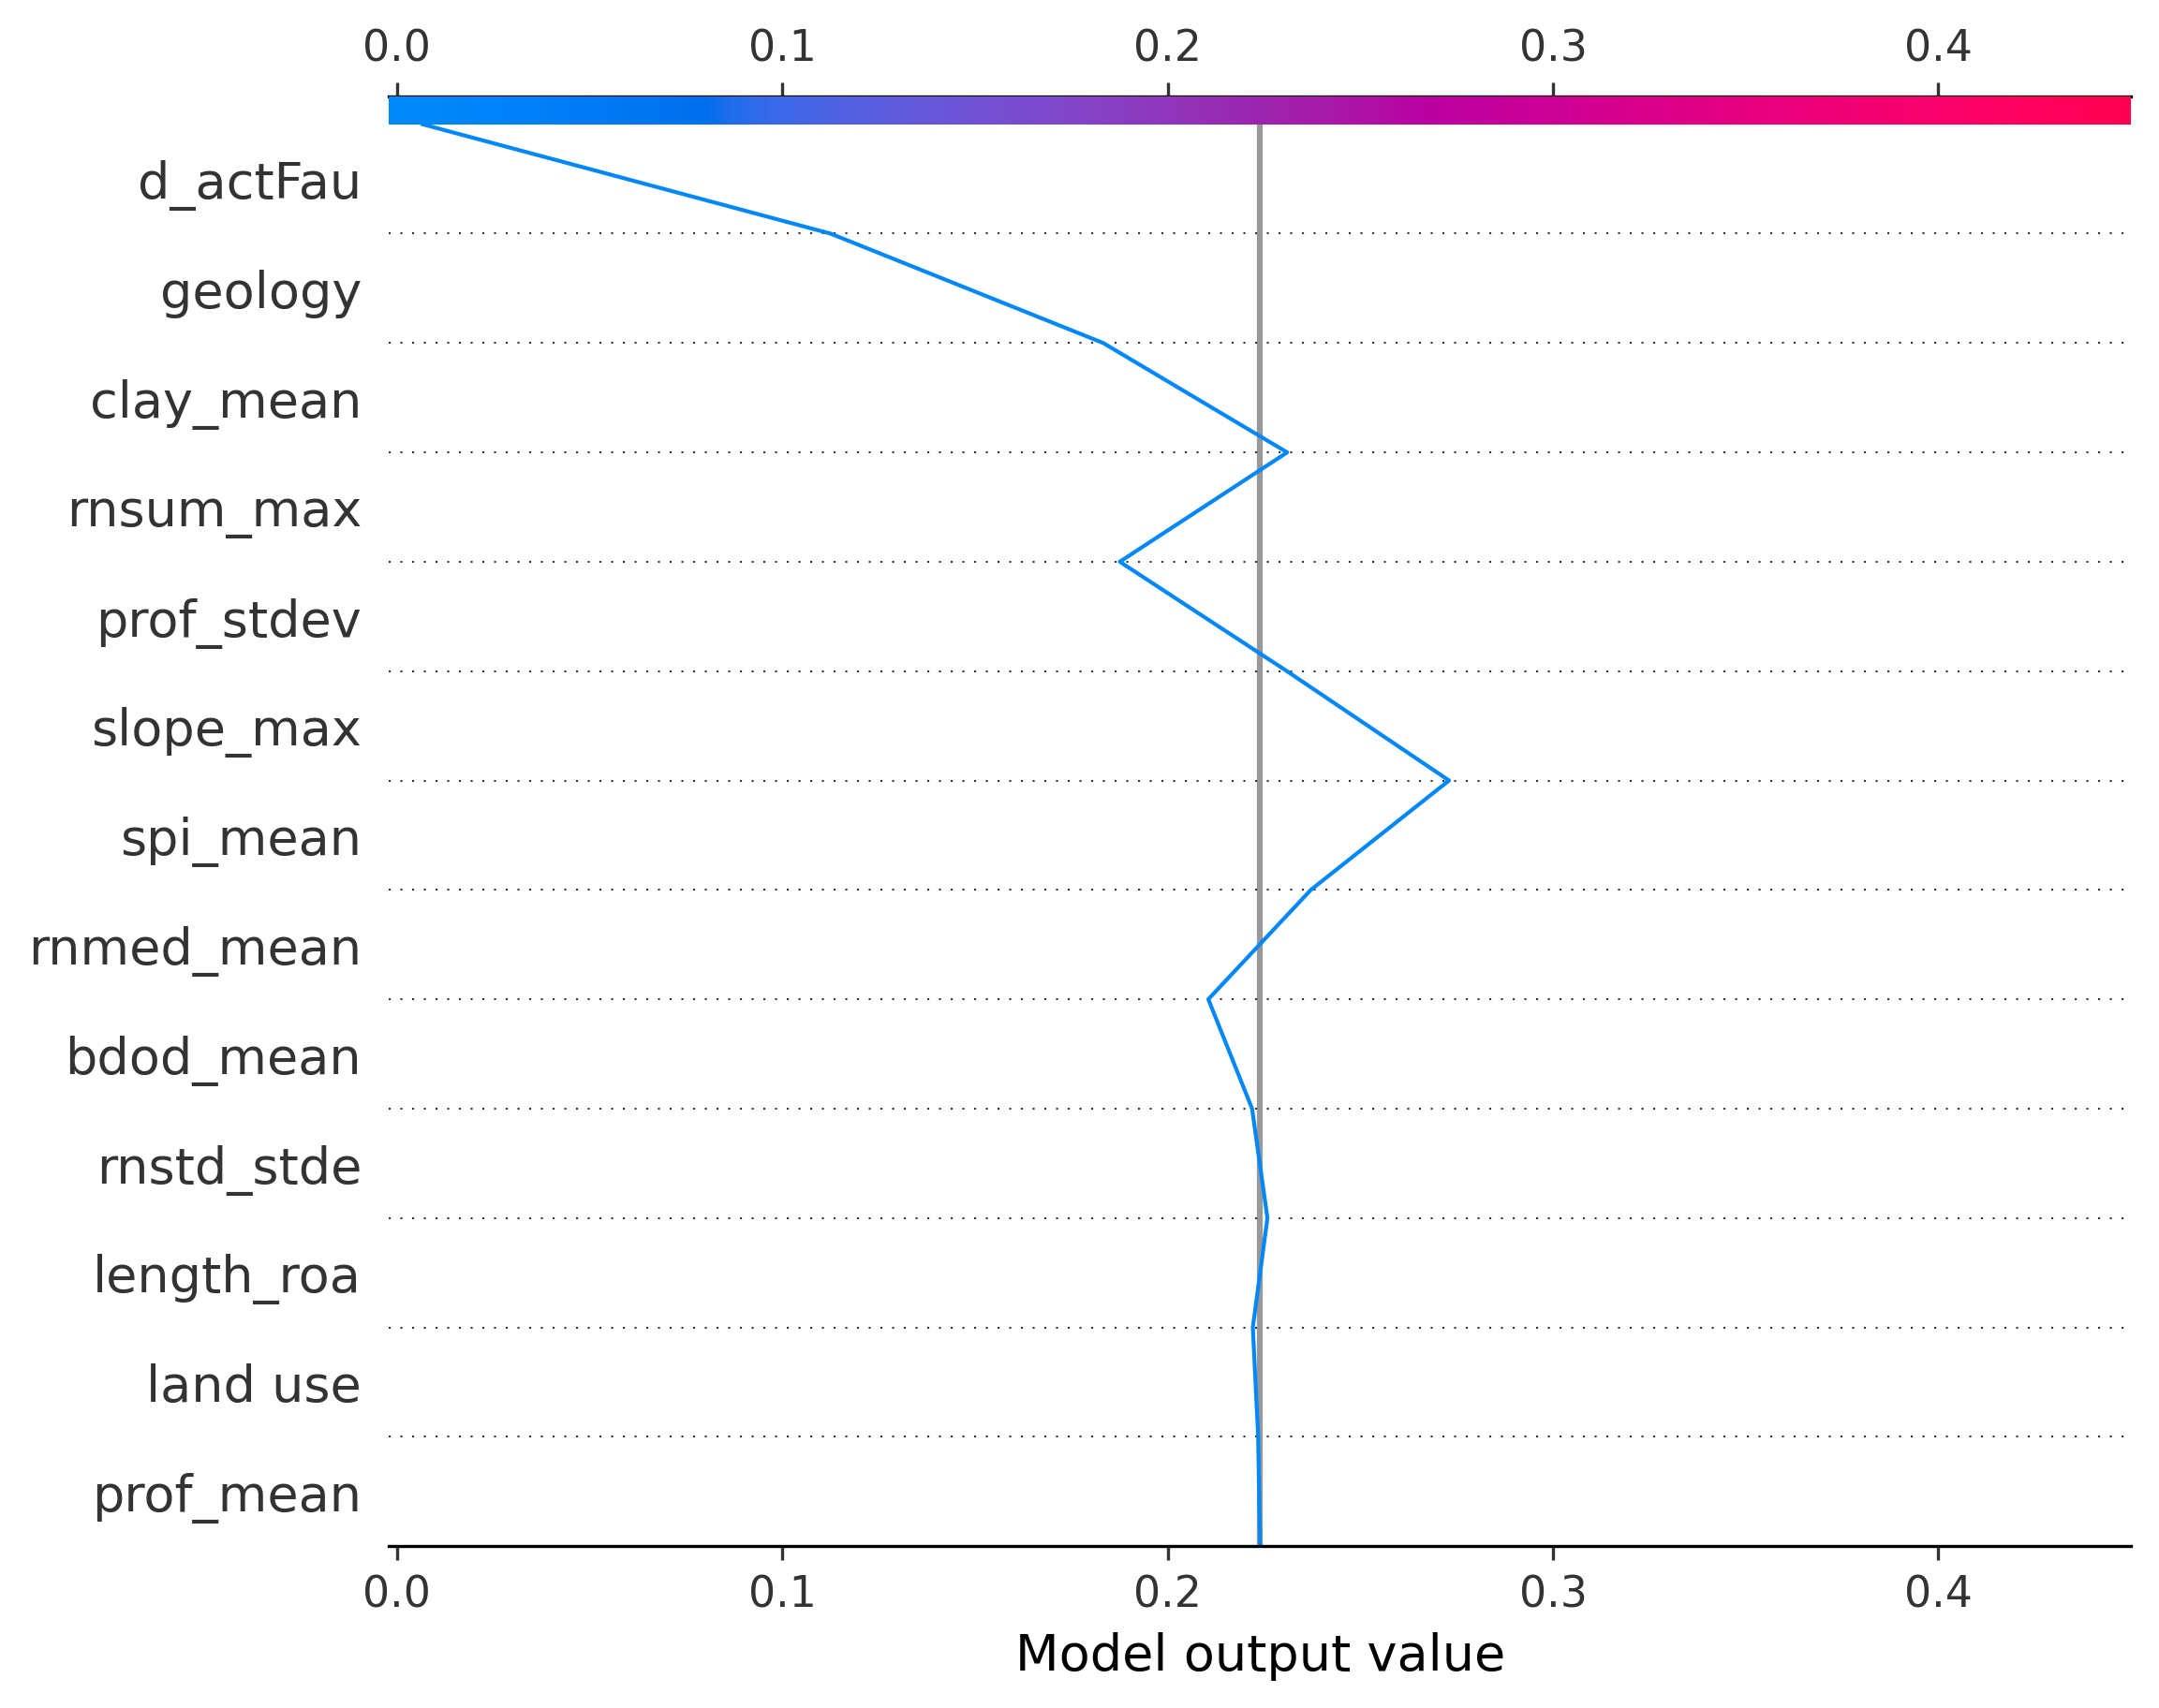 0.0 0.1 0.2 0.3 0.4
d_actFau
geology
clay_mean
rnsum_max
prof_stdev
slope_max
spi_mean
rnmed_mean
bdod_mean
rnstd_stde
length_roa
land use
prof_mean
0.0 0.1 0.2 0.3 0.4
Model output value